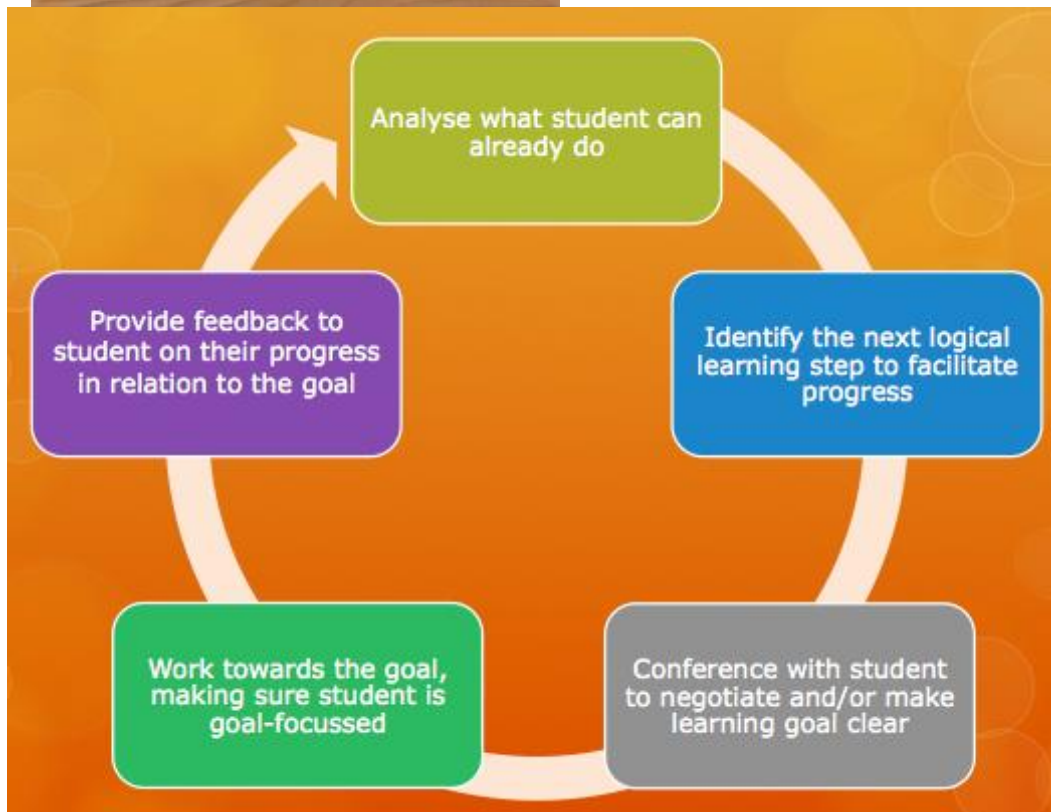 Analyse what student can
already do
Identify the next logical
learning step to facilitate
progress
Conference with student
to negotiate and/or make
learning goal clear
Work towards the goal,
making sure student is
goal-focussed
Provide feedback to
student on their progress
in relation to the goal